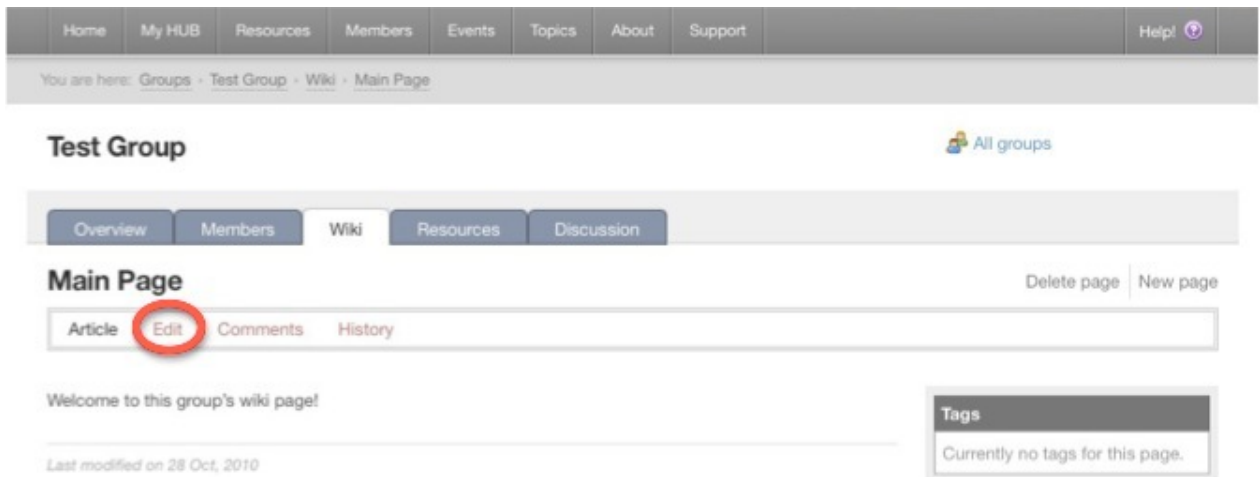 Home My HUB Resources Members Events Topics About Support Help! ?
You are here: Groups › Test Group › Wiki › Main Page
Test Group All groups
Overview Members Wiki Resources Discussion
Main Page Delete page New page
Article Edit Comments History
Welcome to this group's wiki page!
Tags
Currently no tags for this page.
Last modified on 28 Oct, 2010